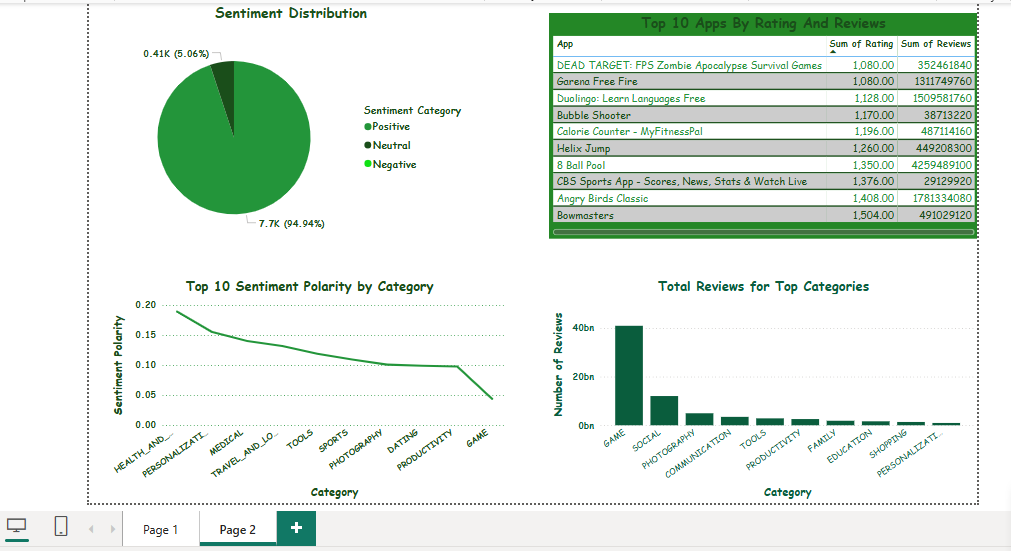 Sentiment Distribution
0.41K (5.06%)
7.7K (94.94%)
Sentiment Category
Positive
Neutral
Negative
Top 10 Apps By Rating And Reviews
App Sum of Rating Sum of Reviews
DEAD TARGET: FPS Zombie Apocalypse Survival Games 1,080.00 352461840
Garena Free Fire 1,080.00 1311749760
Duolingo: Learn Languages Free 1,128.00 1509581760
Bubble Shooter 1,170.00 38713220
Calorie Counter - MyFitnessPal 1,196.00 487114160
Helix Jump 1,260.00 449208300
8 Ball Pool 1,350.00 4259489100
CBS Sports App - Scores, News, Stats & Watch Live 1,376.00 29129920
Angry Birds Classic 1,408.00 1781334080
Bowmasters 1,504.00 491029120
Top 10 Sentiment Polarity by Category
Sentiment Polarity
0.20
0.15
0.10
0.05
0.00
HEALTH_AND_...
PERSONALIZATI...
MEDICAL
TRAVEL_AND_LO...
TOOLS
SPORTS
PHOTOGRAPHY
DATING
PRODUCTIVITY
GAME
Category
Total Reviews for Top Categories
Number of Reviews
40bn
20bn
0bn
GAME
SOCIAL
PHOTOGRAPHY
COMMUNICATION
TOOLS
PRODUCTIVITY
FAMILY
EDUCATION
SHOPPING
PERSONALIZATI...
Category
Page 1
Page 2
+